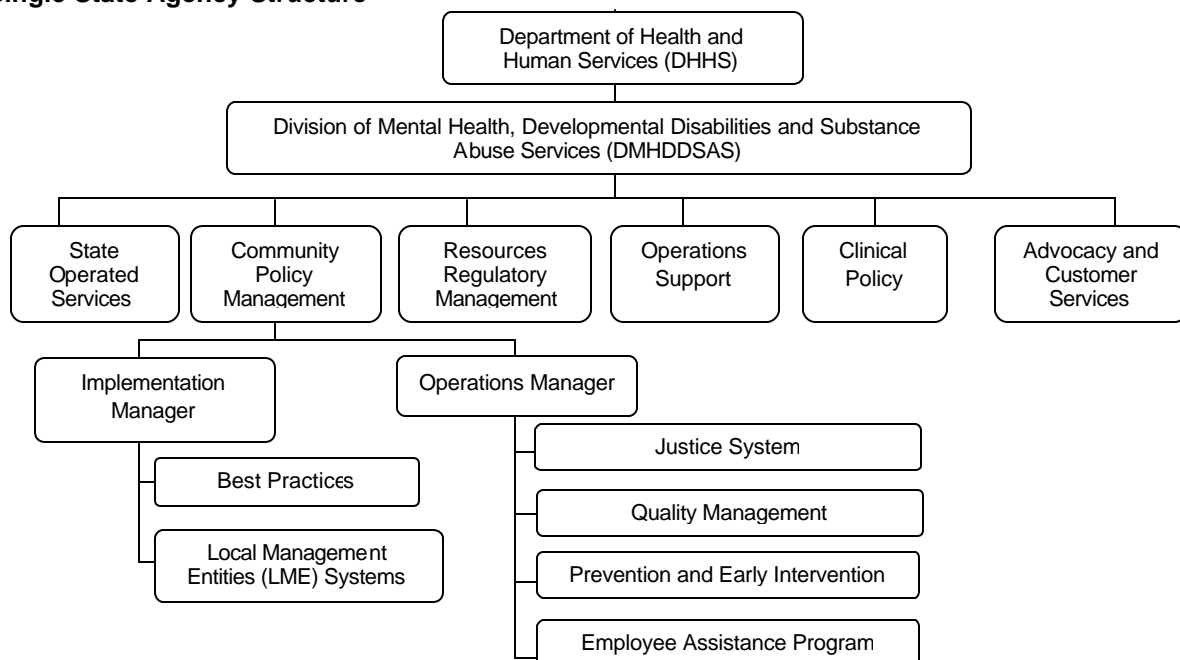 Single State Agency Structure
Department of Health and
Human Services (DHHS)
Division of Mental Health, Developmental Disabilities and Substance
Abuse Services (DMHDDSAS)
State
Operated
Services
Community
Policy
Management
Resources
Regulatory
Management
Operations
Support
Clinical
Policy
Advocacy and
Customer
Services
Implementation
Manager
Operations Manager
Best Practices
Local Management
Entities (LME) Systems
Justice System
Quality Management
Prevention and Early Intervention
Employee Assistance Program